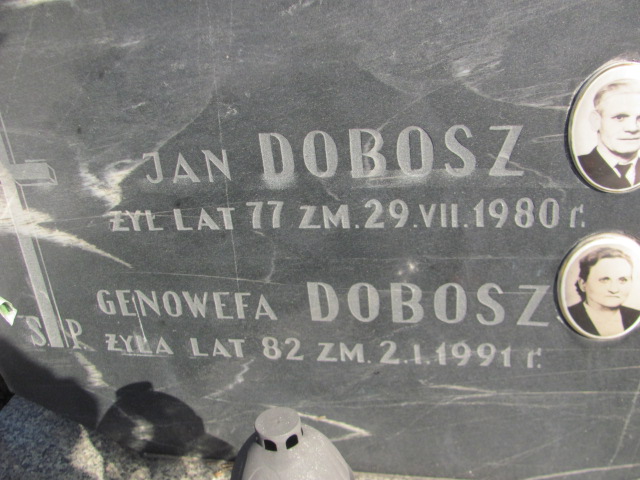 JAN DOBOSZ
ŻYŁ LAT 77 ZM. 29.VII.1980 r.
GENOWEFA DOBOSZ
Ś.P. ŻYŁA LAT 82 ZM. 2.I.1991 r.